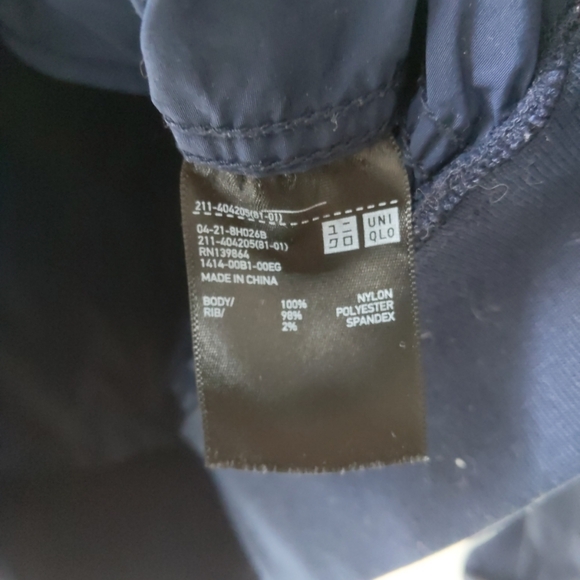 211-404205(81-01)
04-21-8H026B
211-404205(81-01)
RN139864
1414-00B1-00EG
MADE IN CHINA
ユニ
クロ
UNI
QLO
BODY/ 100% NYLON
RIB/ 98% POLYESTER
2% SPANDEX